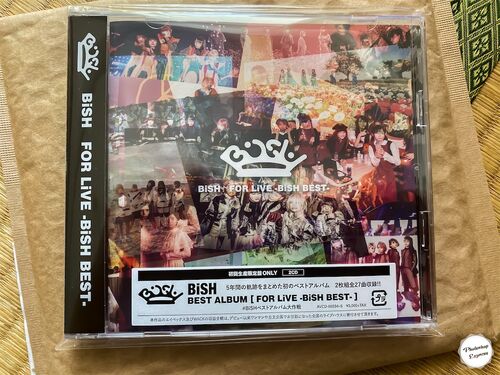 BiSH FOR LiVE -BiSH BEST-
BiSH
BiSH FOR LiVE -BiSH BEST-
初回生産限定盤ONLY 2CD
BiSH
BiSH 5年間の軌跡をまとめた初のベストアルバム 2枚組全27曲収録!!
BEST ALBUM [ FOR LiVE -BiSH BEST- ]
#BiSHベストアルバム大作戦
Photoshop
Express